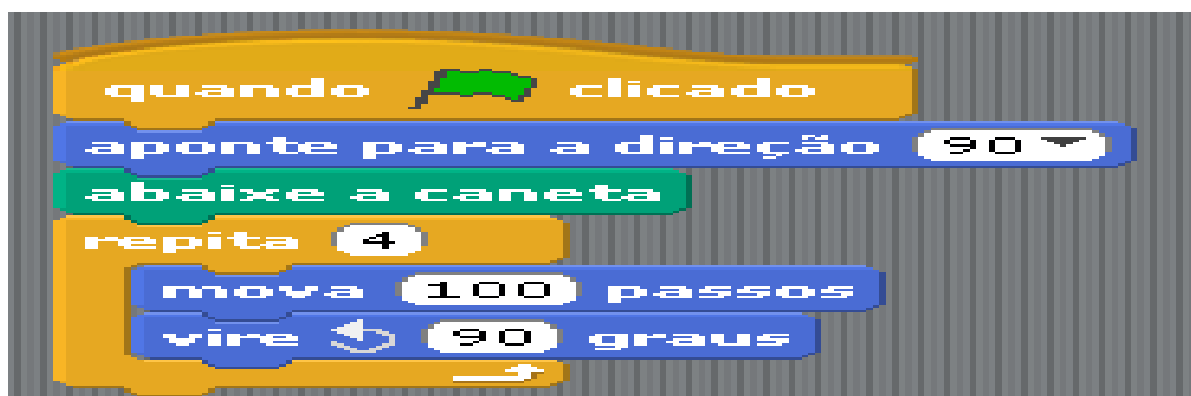 quando clicado
aponte para a direção 90
abaixe a caneta
repita 4
mova 100 passos
vire 90 graus